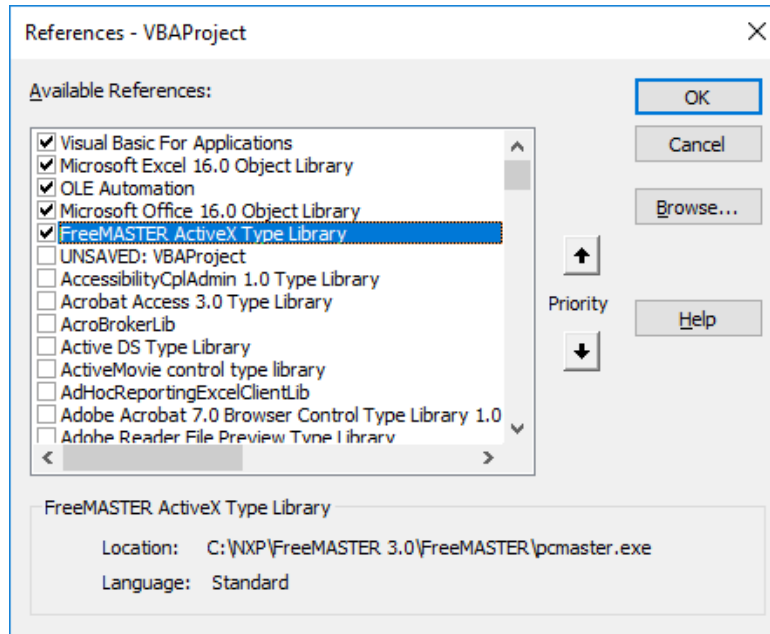 References - VBAProject
Available References:
Visual Basic For Applications
Microsoft Excel 16.0 Object Library
OLE Automation
Microsoft Office 16.0 Object Library
FreeMASTER ActiveX Type Library
UNSAVED: VBAProject
AccessibilityCplAdmin 1.0 Type Library
Acrobat Access 3.0 Type Library
AcroBrokerLib
Active DS Type Library
ActiveMovie control type library
AdHocReportingExcelClientLib
Adobe Acrobat 7.0 Browser Control Type Library 1.0
Adobe Reader File Preview Type Library
Priority
OK
Cancel
Browse...
Help
FreeMASTER ActiveX Type Library
Location: C:\NXP\FreeMASTER 3.0\FreeMASTER\pcmaster.exe
Language: Standard